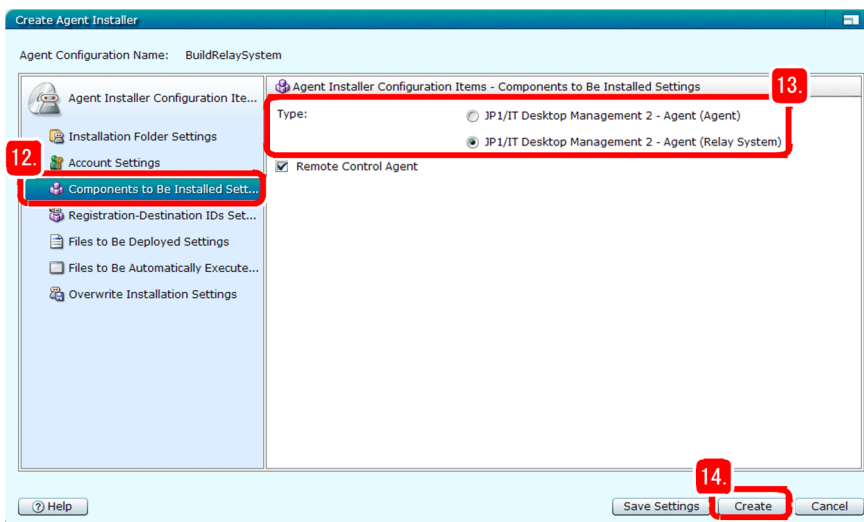 Create Agent Installer
Agent Configuration Name: BuildRelaySystem
Agent Installer Configuration Ite...
Installation Folder Settings
12.
Account Settings
Components to Be Installed Sett...
Registration-Destination IDs Set...
Files to Be Deployed Settings
Files to Be Automatically Execute...
Overwrite Installation Settings
Agent Installer Configuration Items - Components to Be Installed Settings
13.
Type: JP1/IT Desktop Management 2 - Agent (Agent)
JP1/IT Desktop Management 2 - Agent (Relay System)
Remote Control Agent
14.
? Help Save Settings Create Cancel